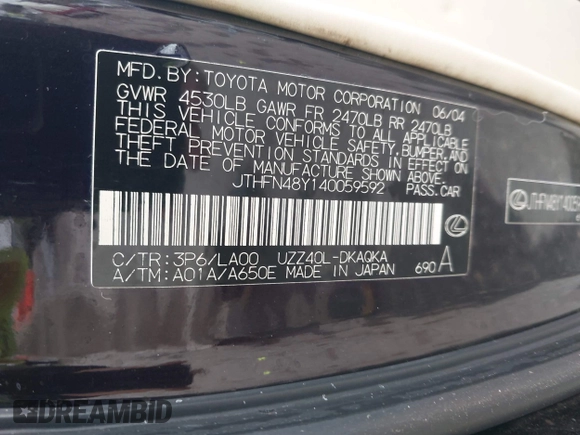 MFD.BY:TOYOTA MOTOR CORPORATION 06/04
GVWR 4530LB GAWR FR 2470LB RR 2470LB
THIS VEHICLE CONFORMS TO ALL APPLICABLE
FEDERAL MOTOR VEHICLE SAFETY,BUMPER,AND
THEFT PREVENTION STANDARDS IN EFFECT ON
THE DATE OF MANUFACTURE SHOWN ABOVE.
JTHFN48Y140059592 PASS.CAR
C/TR:3P6/LA00 UZZ40L-DKAQKA
A/TM:A01A/A650E MADE IN JAPAN 690 A
DREAMBID